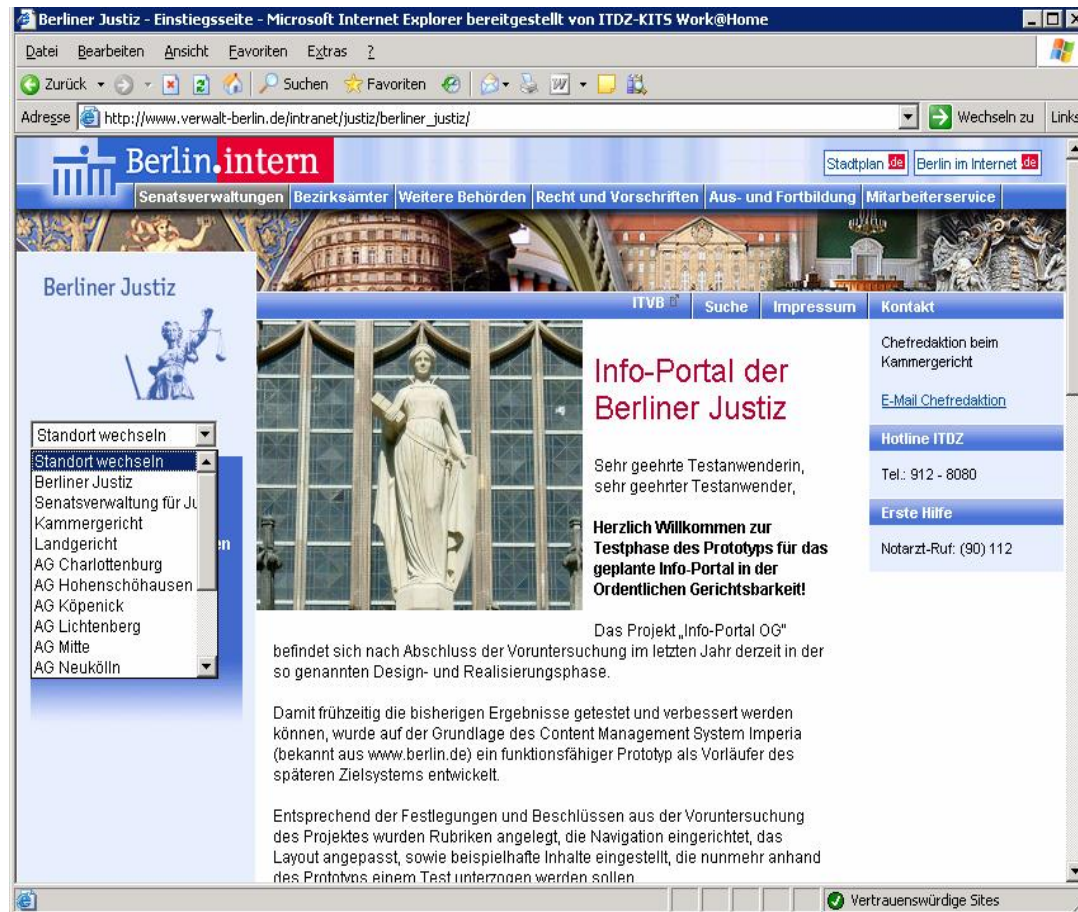 Berliner Justiz - Einstiegsseite - Microsoft Internet Explorer bereitgestellt von ITDZ-KITS Work@Home
Datei Bearbeiten Ansicht Favoriten Extras ?
Zurück Suchen Favoriten
Adresse http://www.verwalt-berlin.de/intranet/justiz/berliner_justiz/ Wechseln zu Links
Berlin.intern
Stadtplan .de Berlin im Internet .de
Senatsverwaltungen Bezirksämter Weitere Behörden Recht und Vorschriften Aus- und Fortbildung Mitarbeiterservice
Berliner Justiz
ITVB Suche Impressum Kontakt
Standort wechseln
Standort wechseln
Berliner Justiz
Senatsverwaltung für Ju
Kammergericht
Landgericht
AG Charlottenburg
AG Hohenschöhausen
AG Köpenick
AG Lichtenberg
AG Mitte
AG Neukölln
en
Info-Portal der
Berliner Justiz
Sehr geehrte Testanwenderin,
sehr geehrter Testanwender,
Herzlich Willkommen zur
Testphase des Prototyps für das
geplante Info-Portal in der
Ordentlichen Gerichtsbarkeit!
Das Projekt „Info-Portal OG"
befindet sich nach Abschluss der Voruntersuchung im letzten Jahr derzeit in der
so genannten Design- und Realisierungsphase.
Damit frühzeitig die bisherigen Ergebnisse getestet und verbessert werden
können, wurde auf der Grundlage des Content Management System Imperia
(bekannt aus www.berlin.de) ein funktionsfähiger Prototyp als Vorläufer des
späteren Zielsystems entwickelt.
Entsprechend der Festlegungen und Beschlüssen aus der Voruntersuchung
des Projektes wurden Rubriken angelegt, die Navigation eingerichtet, das
Layout angepasst, sowie beispielhafte Inhalte eingestellt, die nunmehr anhand
des Prototyps einem Test unterzogen werden sollen
Chefredaktion beim
Kammergericht
E-Mail Chefredaktion
Hotline ITDZ
Tel.: 912 - 8080
Erste Hilfe
Notarzt-Ruf: (90) 112
Vertrauenswürdige Sites